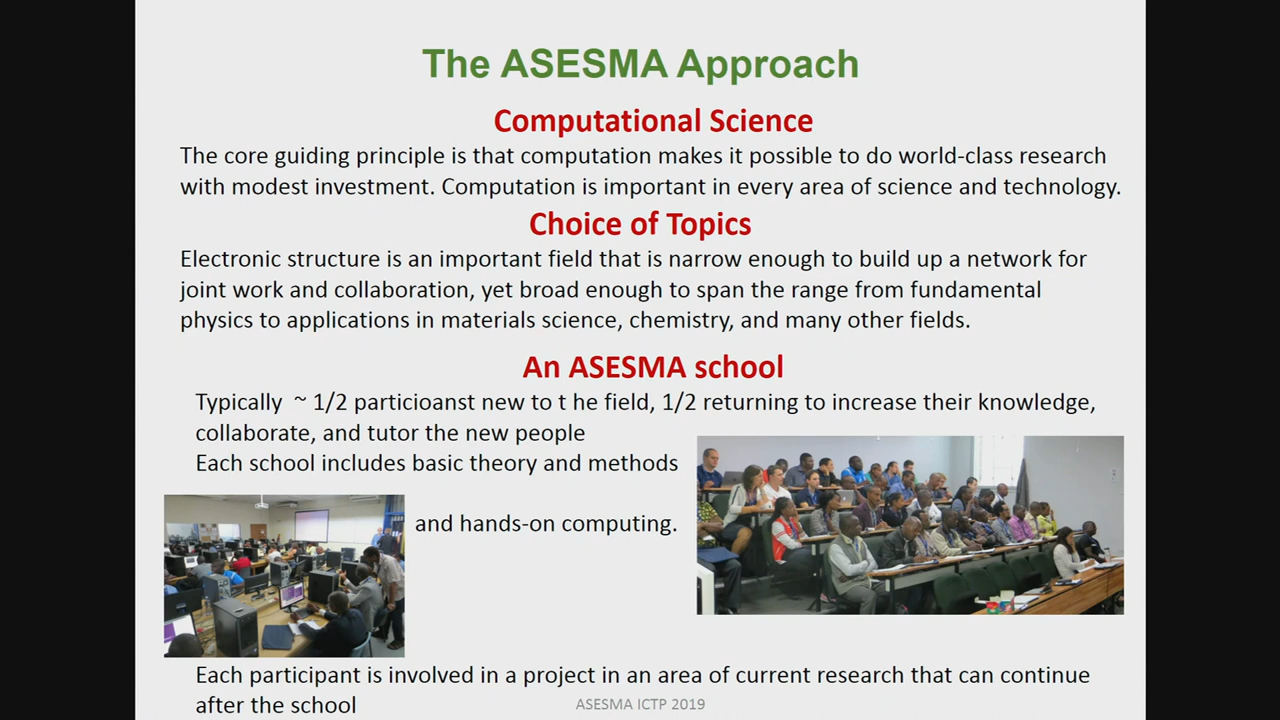 The ASESMA Approach
Computational Science
The core guiding principle is that computation makes it possible to do world-class research
with modest investment. Computation is important in every area of science and technology.
Choice of Topics
Electronic structure is an important field that is narrow enough to build up a network for
joint work and collaboration, yet broad enough to span the range from fundamental
physics to applications in materials science, chemistry, and many other fields.
An ASESMA school
Typically ~ 1/2 particioanst new to t he field, 1/2 returning to increase their knowledge,
collaborate, and tutor the new people
Each school includes basic theory and methods
and hands-on computing.
Each participant is involved in a project in an area of current research that can continue
after the school
ASESMA ICTP 2019